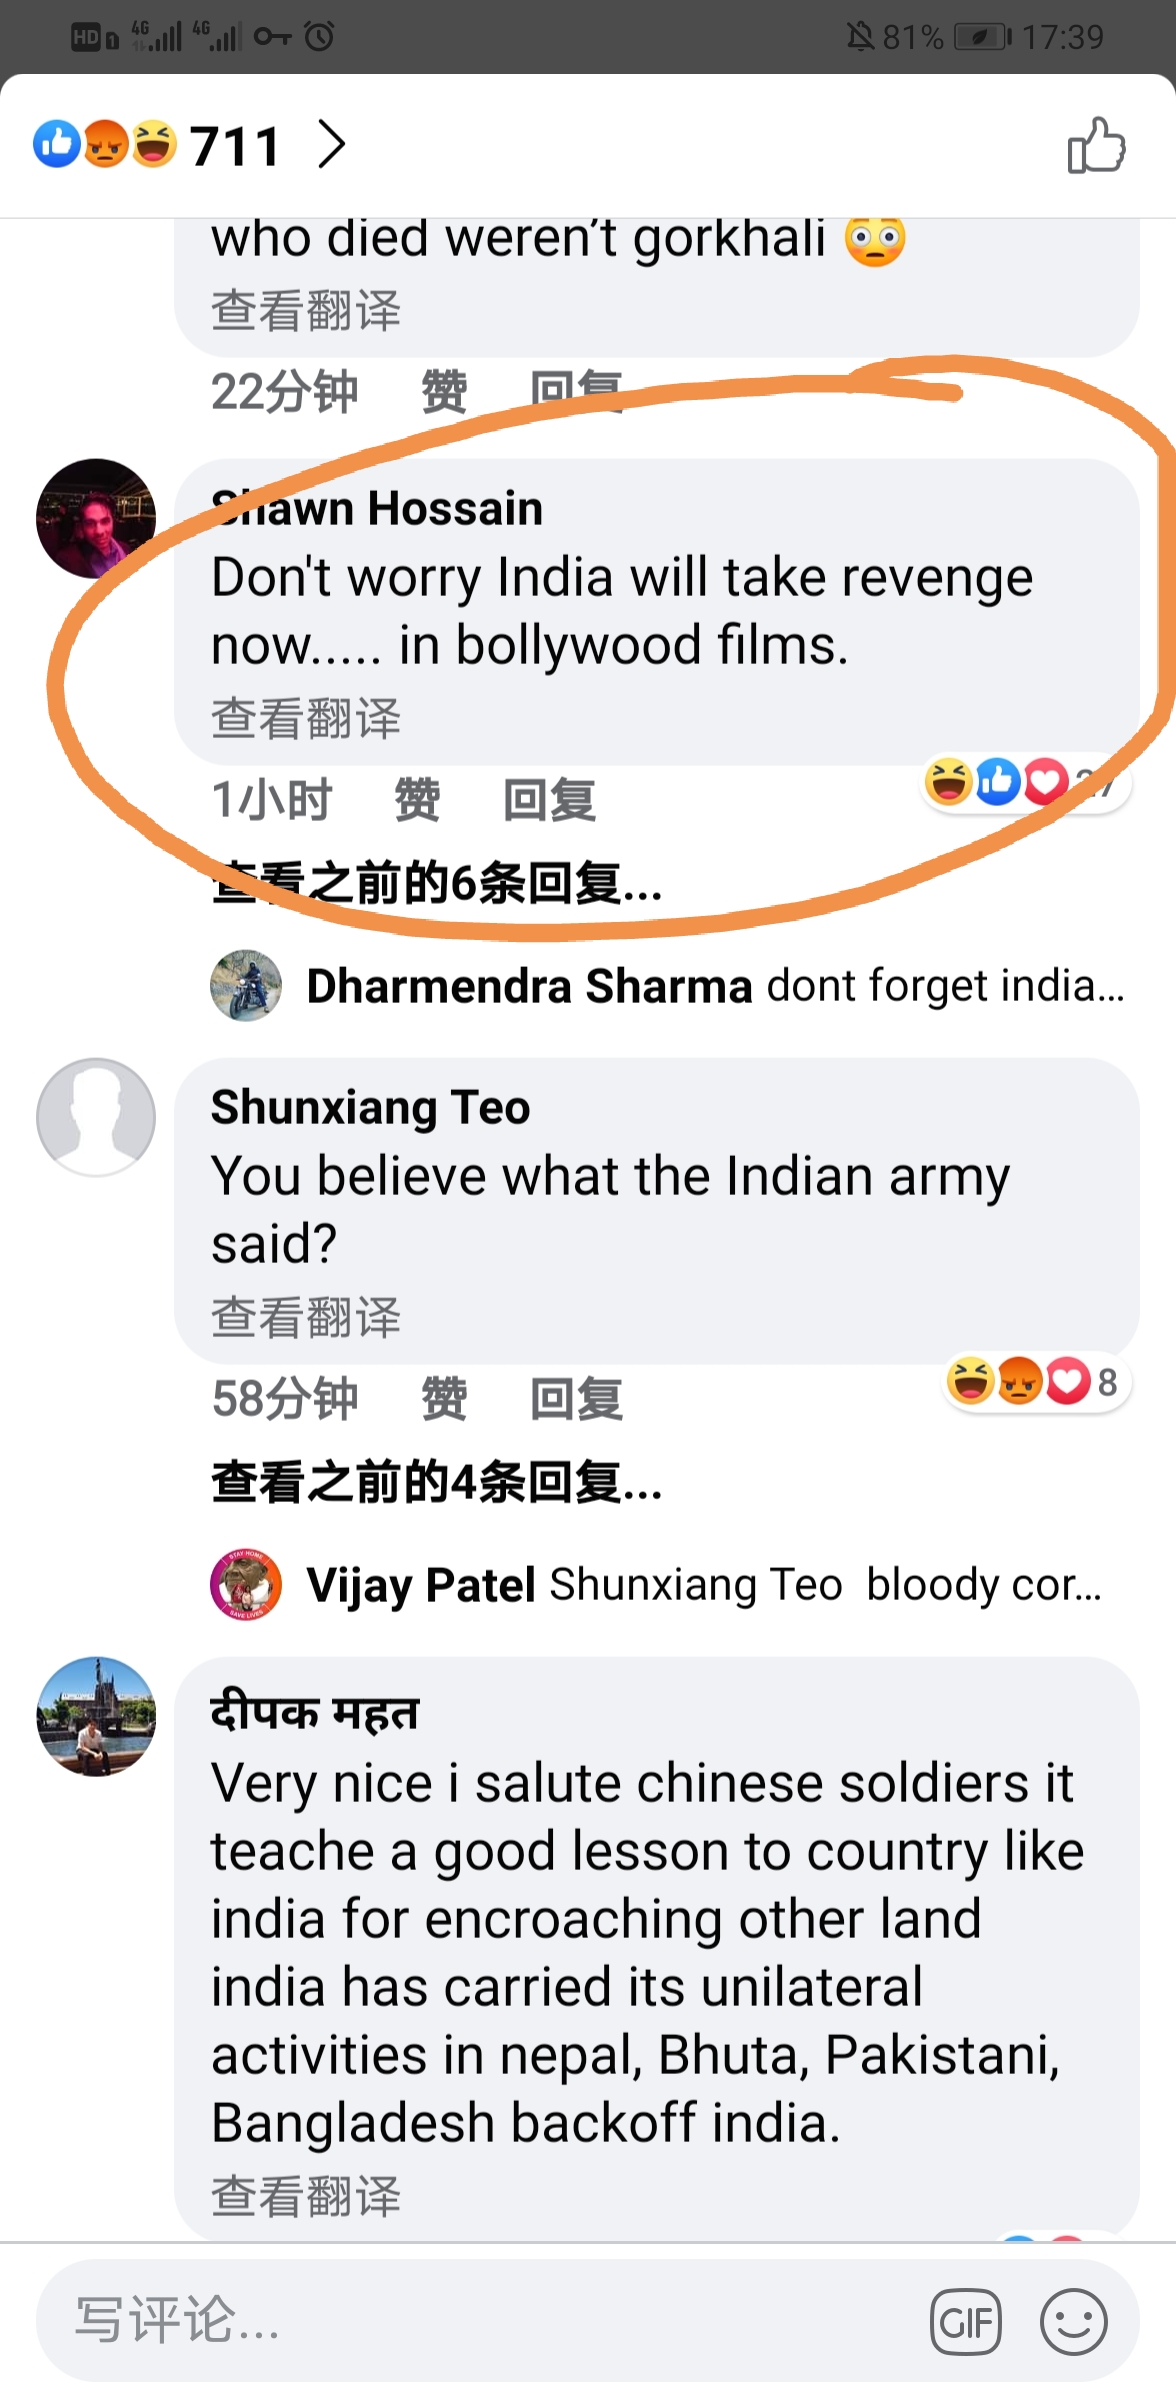 HD 1 4G 4G 81% 17:39
711
who died weren't gorkhali
查看翻译
22分钟 赞 回复
Shawn Hossain
Don't worry India will take revenge
now..... in bollywood films.
查看翻译
1小时 赞 回复
查看之前的6条回复...
Dharmendra Sharma dont forget india...
Shunxiang Teo
You believe what the Indian army
said?
查看翻译
58分钟 赞 回复 8
查看之前的4条回复...
STAY HOME
SAVE LIVES
Vijay Patel Shunxiang Teo bloody cor...
दीपक महत
Very nice i salute chinese soldiers it
teache a good lesson to country like
india for encroaching other land
india has carried its unilateral
activities in nepal, Bhuta, Pakistani,
Bangladesh backoff india.
查看翻译
写评论... GIF